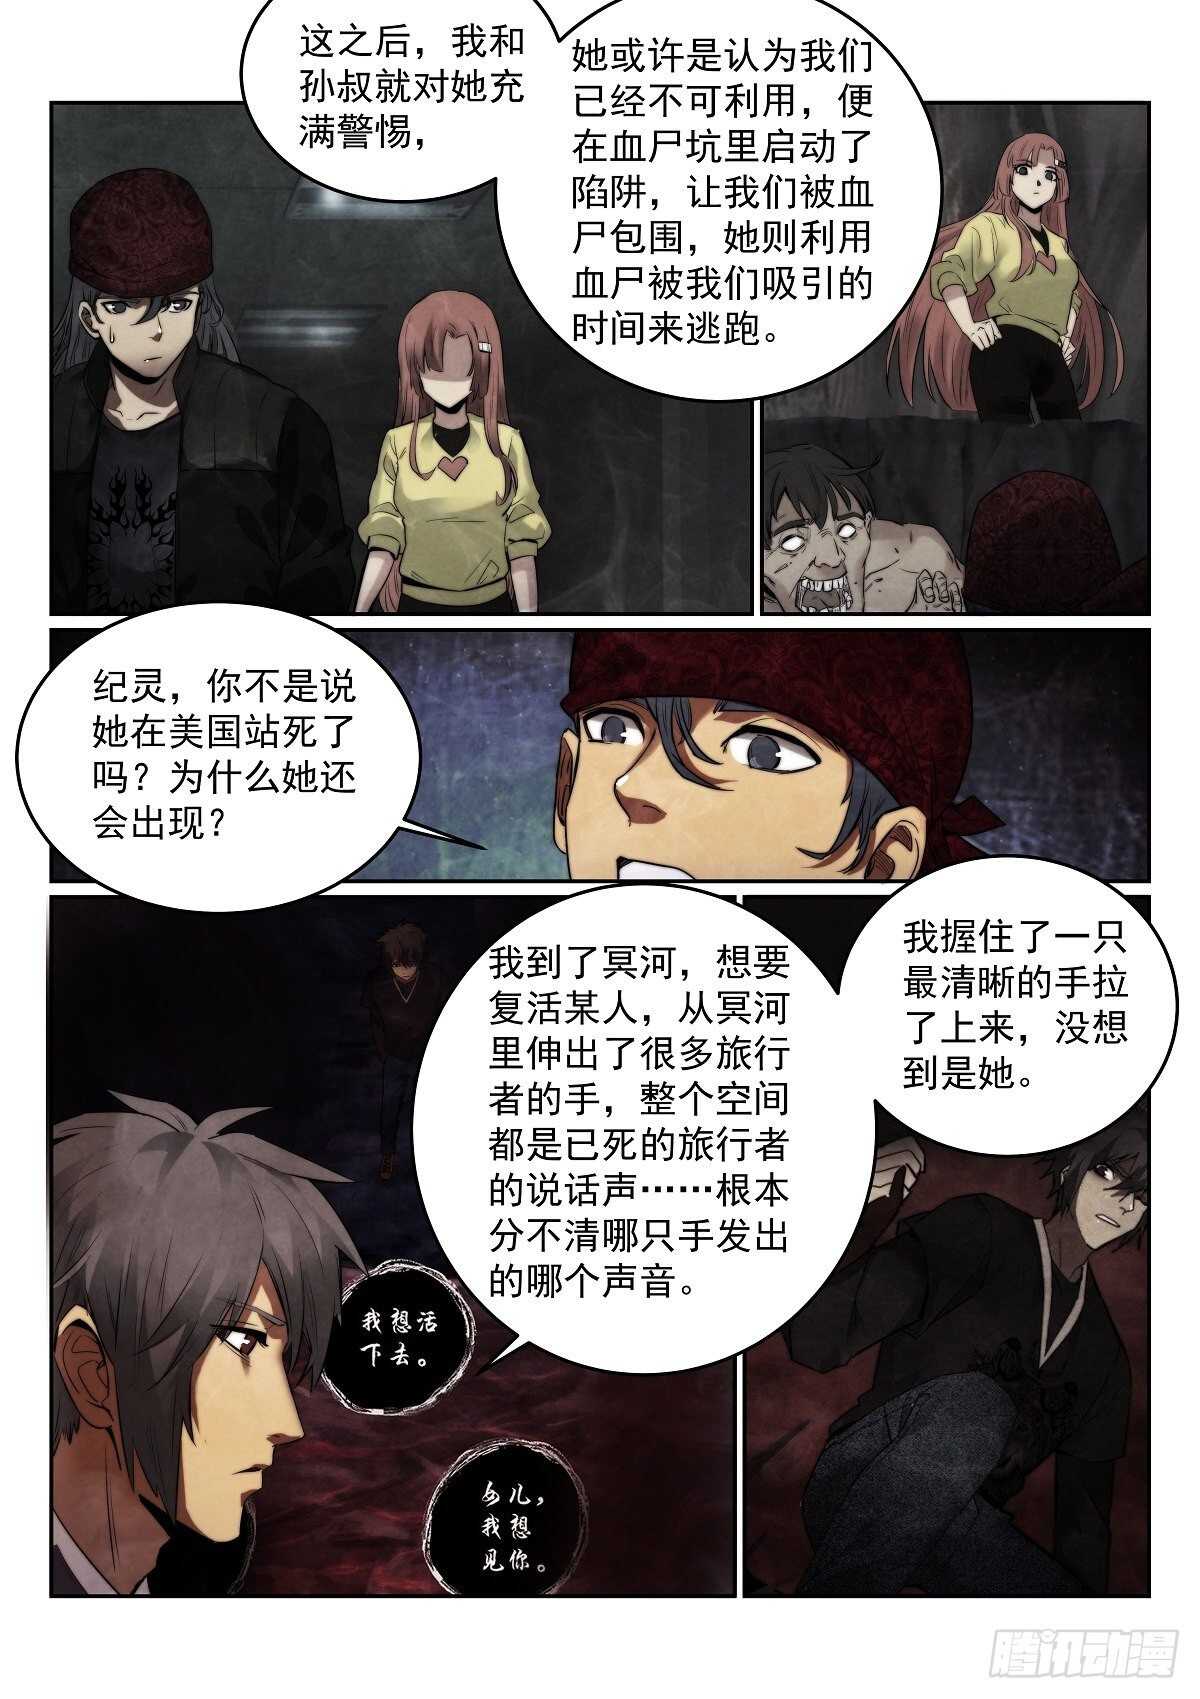 这之后，我和
孙叔就对她充
满警惕，
她或许是认为我们
已经不可利用，便
在血尸坑里启动了
陷阱，让我们被血
尸包围，她则利用
血尸被我们吸引的
时间来逃跑。
纪灵，你不是说
她在美国站死了
吗？为什么她还
会出现？
我到了冥河，想要
复活某人，从冥河
里伸出了很多旅行
者的手，整个空间
都是已死的旅行者
的说话声……根本
分不清哪只手发出
的哪个声音。
我握住了一只
最清晰的手拉
了上来，没想
到是她。
我想活
下去。
女儿，
我想
见你。
腾讯动漫